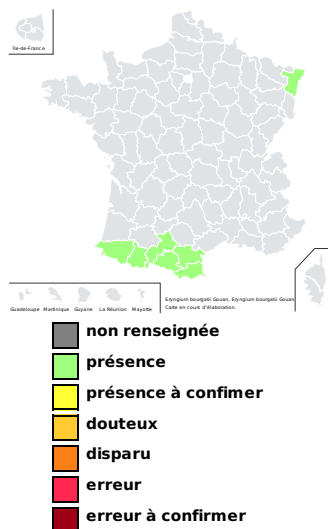 Île-de-France
Guadeloupe Martinique Guyane La Réunion Mayotte
Eryngium bourgatii Gouan, Eryngium bourgatii Gouan
Carte en cours d'élaboration.
non renseignée
présence
présence à confimer
douteux
disparu
erreur
erreur à confirmer